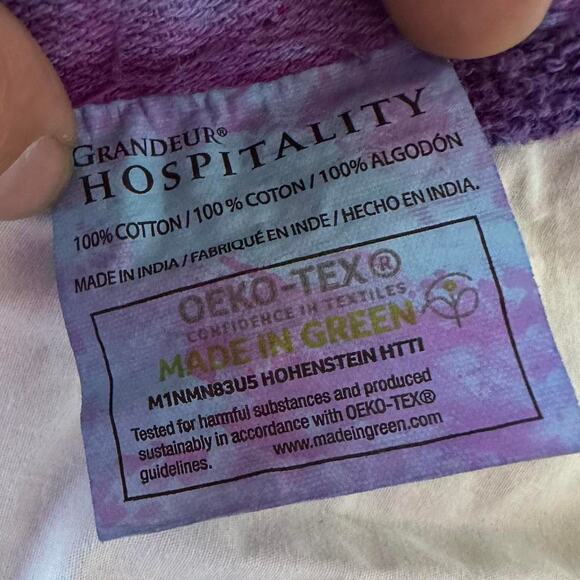 GRANDEUR®
HOSPITALITY
100% COTTON / 100 % COTON / 100% ALGODÓN
MADE IN INDIA / FABRIQUÉ EN INDE / HECHO EN INDIA.
OEKO-TEX®
CONFIDENCE IN TEXTILES
MADE IN GREEN
M1NMN83U5 HOHENSTEIN HTTI
Tested for harmful substances and produced
sustainably in accordance with OEKO-TEX®
guidelines. www.madeingreen.com